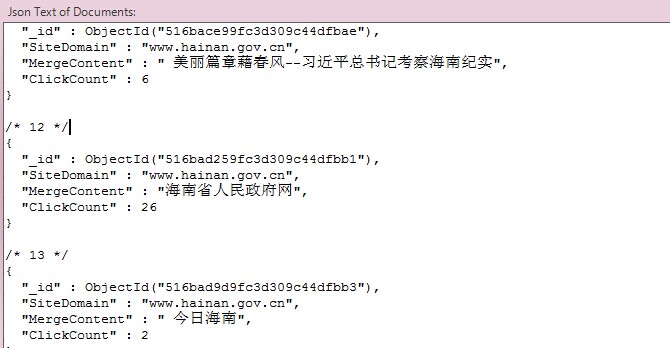 Json Text of Documents:
"_id" : ObjectId("516bace99fc3d309c44dfbae"),
"SiteDomain" : "www.hainan.gov.cn",
"MergeContent" : " 美丽篇章藉春风--习近平总书记考察海南纪实",
"ClickCount" : 6
}
/* 12 */
{
"_id" : ObjectId("516bad259fc3d309c44dfbb1"),
"SiteDomain" : "www.hainan.gov.cn",
"MergeContent" : "海南省人民政府网",
"ClickCount" : 26
}
/* 13 */
{
"_id" : ObjectId("516bad9d9fc3d309c44dfbb3"),
"SiteDomain" : "www.hainan.gov.cn",
"MergeContent" : " 今日海南",
"ClickCount" : 2
}